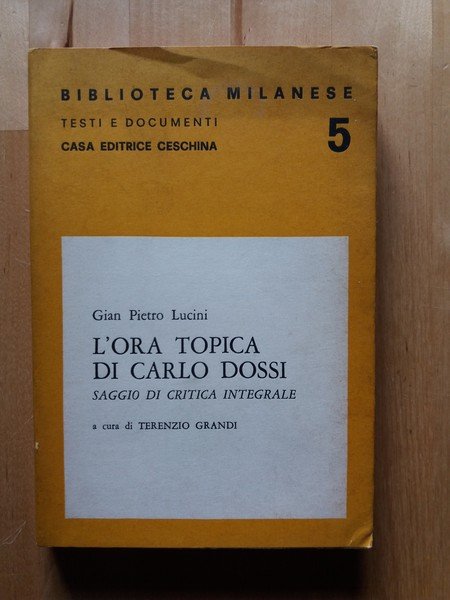 BIBLIOTECA MILANESE
TESTI E DOCUMENTI
CASA EDITRICE CESCHINA
5
Gian Pietro Lucini
L'ORA TOPICA
DI CARLO DOSSI
SAGGIO DI CRITICA INTEGRALE
a cura di TERENZIO GRANDI